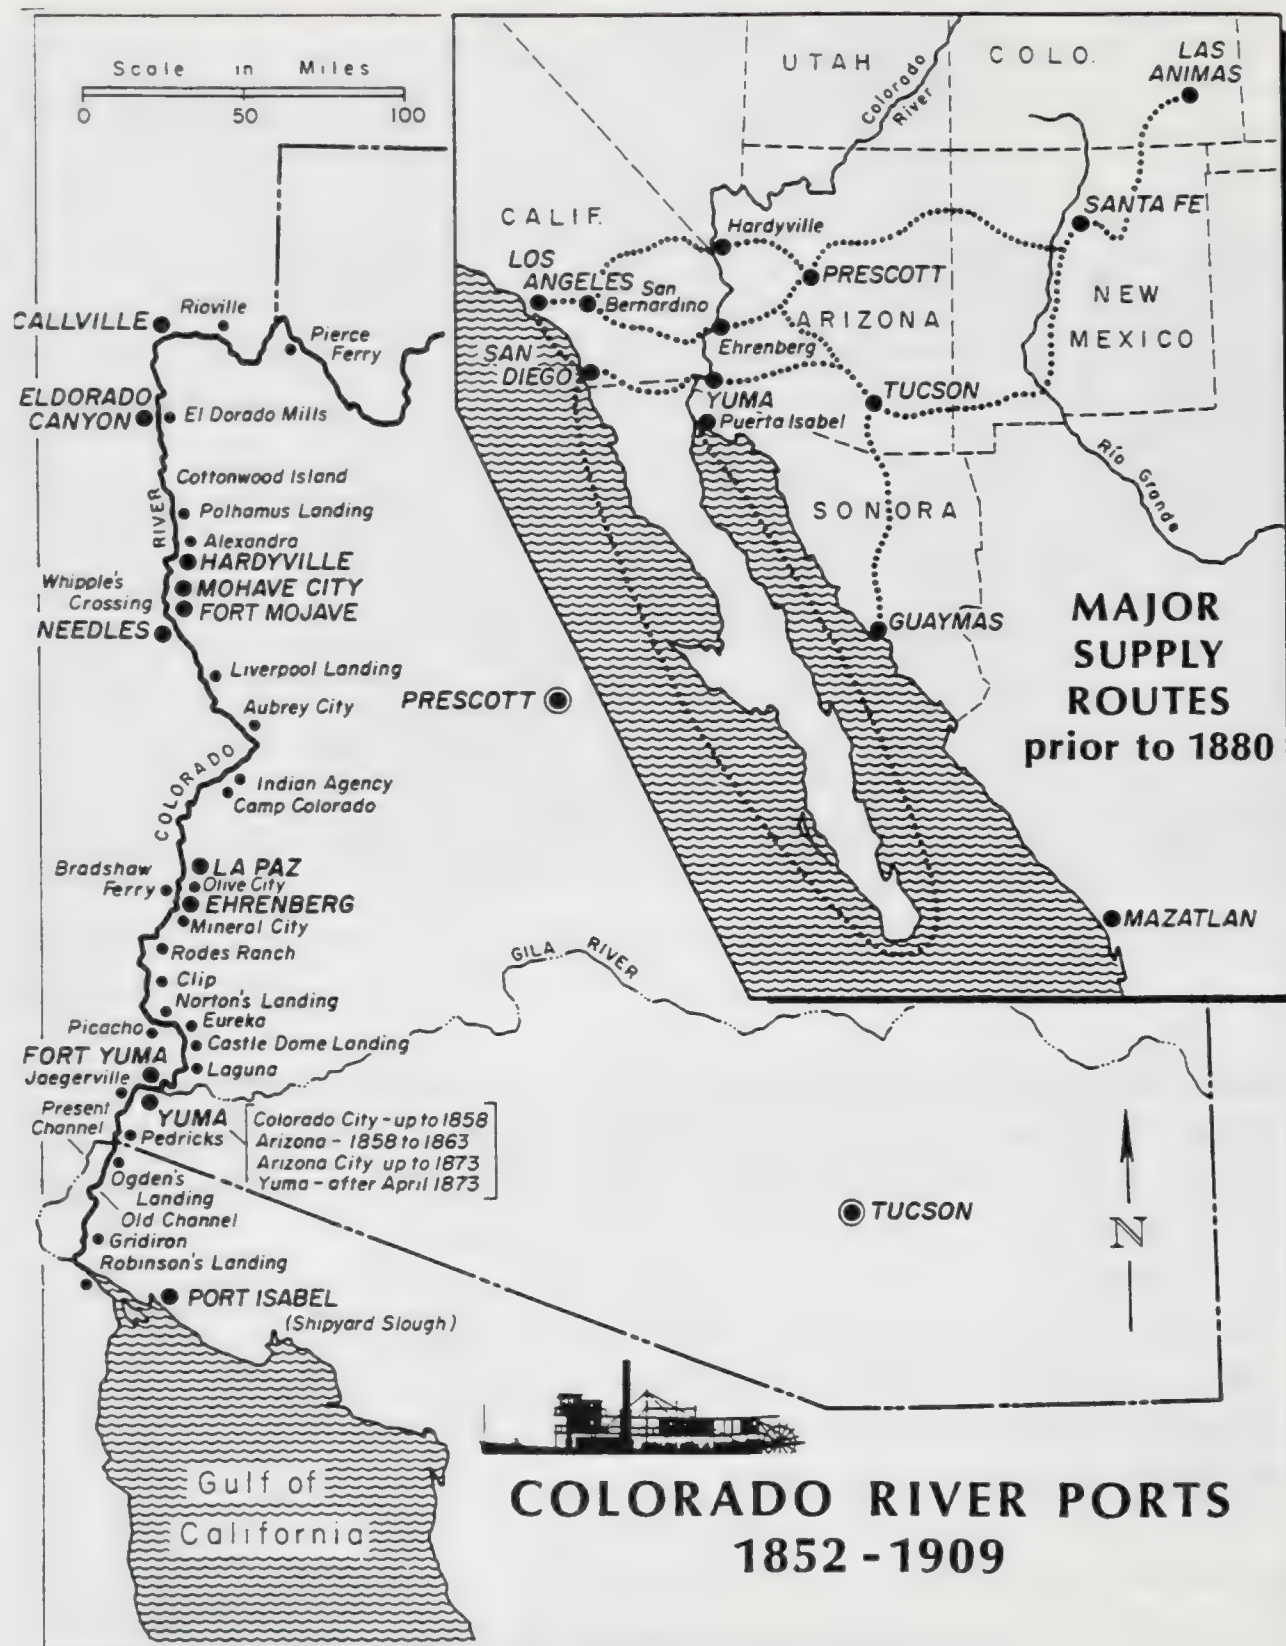 Scale in Miles
0 50 100
CALLVILLE
Rioville
Pierce
Ferry
ELDORADO
CANYON
El Dorado Mills
Cottonwood Island
RIVER
Polhamus Landing
Alexandra
HARDYVILLE
Whipple's
Crossing
MOHAVE CITY
FORT MOJAVE
NEEDLES
Liverpool Landing
PRESCOTT
Aubrey City
COLORADO
Indian Agency
Camp Colorado
LA PAZ
Bradshaw
Ferry
Olive City
EHRENBERG
Mineral City
Rodes Ranch
Clip
Norton's Landing
Picacho
Eureka
Castle Dome Landing
FORT YUMA
Jaegerville
Laguna
GILA RIVER
Present
Channel
YUMA
Colorado City - up to 1858
Arizona - 1858 to 1863
Arizona City up to 1873
Yuma - after April 1873
Pedricks
Ogden's
Landing
Old Channel
Gridiron
Robinson's Landing
PORT ISABEL
(Shipyard Slough)
TUCSON
N
Gulf of
California
UTAH
COLO.
LAS
ANIMAS
Colorado
River
CALIF.
Hardyville
SANTA FE
LOS
ANGELES
San
Bernardino
PRESCOTT
NEW
MEXICO
ARIZONA
Ehrenberg
SAN
DIEGO
YUMA
TUCSON
Puerta Isabel
Rio Grande
SONORA
GUAYMAS
MAZATLAN
MAJOR
SUPPLY
ROUTES
prior to 1880
COLORADO RIVER PORTS
1852 - 1909